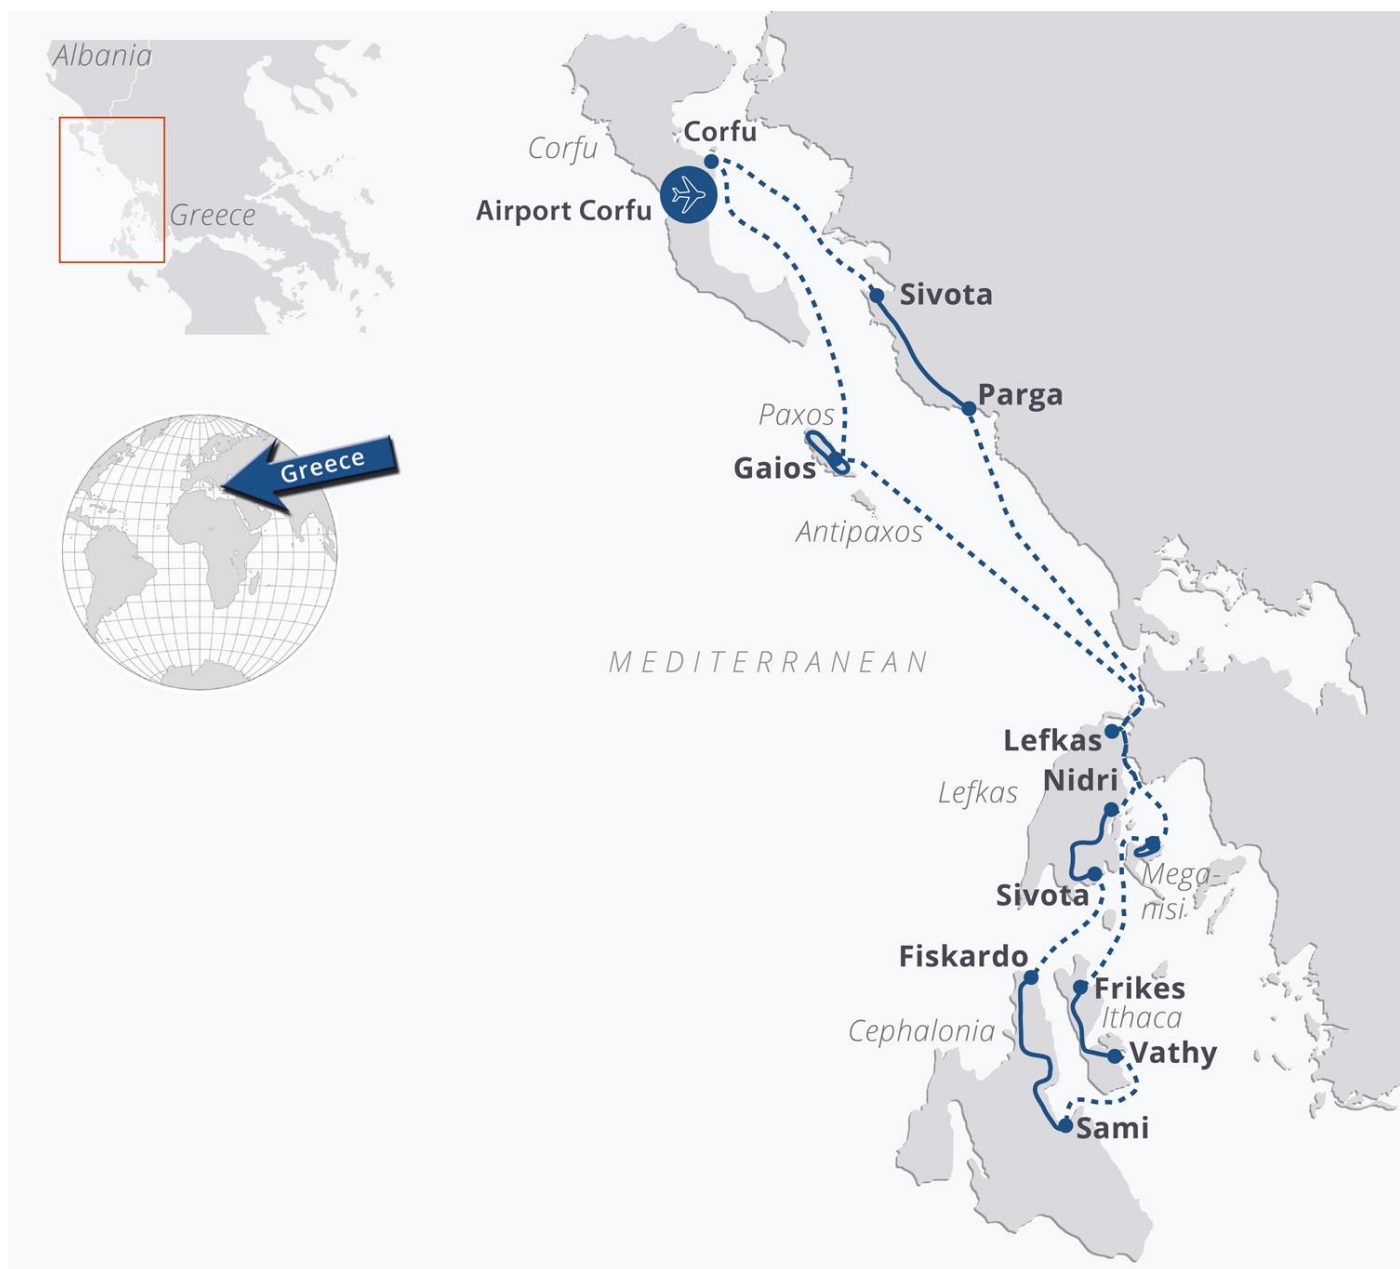 Albania
Greece
Greece
Corfu
Corfu
Airport Corfu
Sivota
Parga
Paxos
Gaios
Antipaxos
MEDITERRANEAN
Lefkas
Nidri
Lefkas
Mega-
nisi
Sivota
Fiskardo
Frikes
Ithaca
Cephalonia
Vathy
Sami